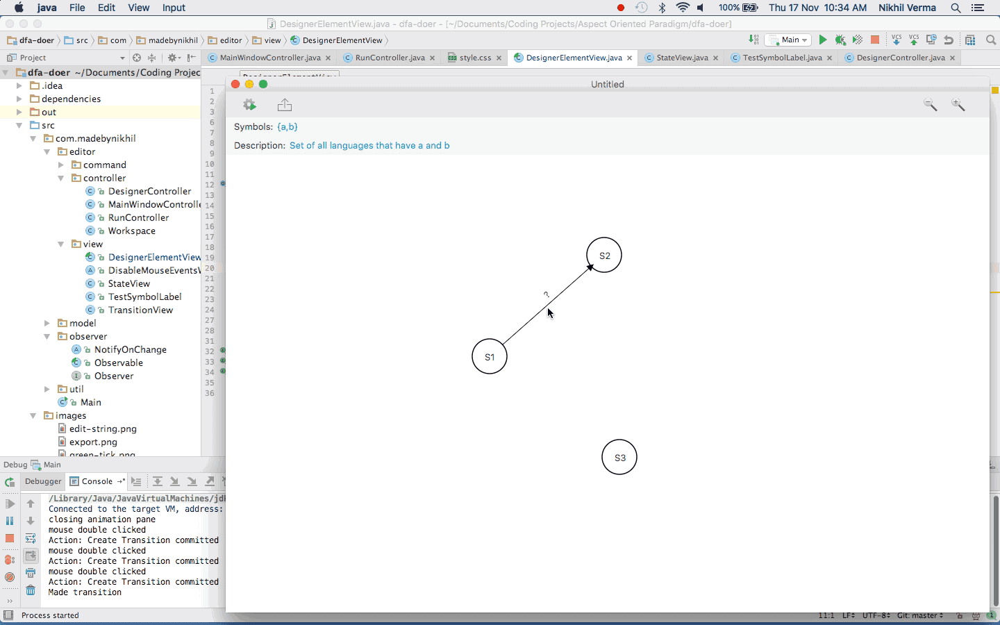 java File Edit View Input 100% Thu 17 Nov 10:34 AM Nikhil Verma
DesignerElementView.java - dfa-doer - [~/Documents/Coding Projects/Aspect Oriented Paradigm/dfa-doer]
dfa-doer src com madebynikhil editor view DesignerElementView Main VCS VCS
Project MainWindowController.java RunController.java style.css DesignerElementView.java StateView.java TestSymbolLabel.java DesignerController.java
dfa-doer ~/Documents/Coding Projec
.idea
dependencies
out
src
com.madebynikhil
editor
command
controller
DesignerController
MainWindowControlle
RunController
Workspace
view
DesignerElementView
DisableMouseEventsW
StateView
TestSymbolLabel
TransitionView
model
observer
NotifyOnChange
Observable
Observer
util
Main
images
edit-string.png
export.png
green-tick.png
DesignerElementView
1
2
3
6
7
8
9
10
11
12
13
14
15
16
17
18
19
20
21
22
23
24
27
28
31
32
33
34
35
36
Untitled
Symbols: {a,b}
Description: Set of all languages that have a and b
S2
?
S1
S3
Debug Main
Debugger Console
/Library/Java/JavaVirtualMachines/jdk
Connected to the target VM, address:
closing animation pane
mouse double clicked
Action: Create Transition committed
mouse double clicked
Action: Create Transition committed
mouse double clicked
Action: Create Transition committed
Made transition
Process started 11:1 LF UTF-8 Git: master 1